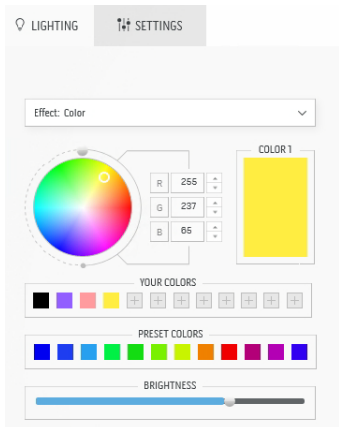 LIGHTING
SETTINGS
Effect: Color
COLOR 1
R 255
G 237
B 65
YOUR COLORS
PRESET COLORS
BRIGHTNESS